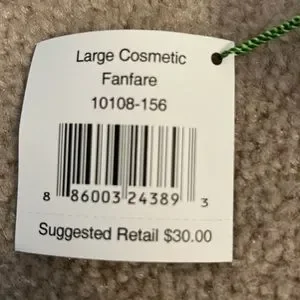 Large Cosmetic
Fanfare
10108-156
8 86003 24389 3
Suggested Retail $30.00